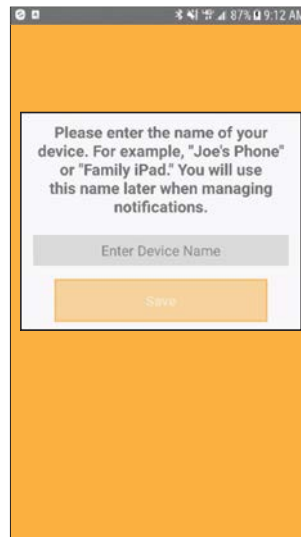 87% 9:12 AM
Please enter the name of your
device. For example, "Joe's Phone"
or "Family iPad." You will use
this name later when managing
notifications.
Enter Device Name
Save